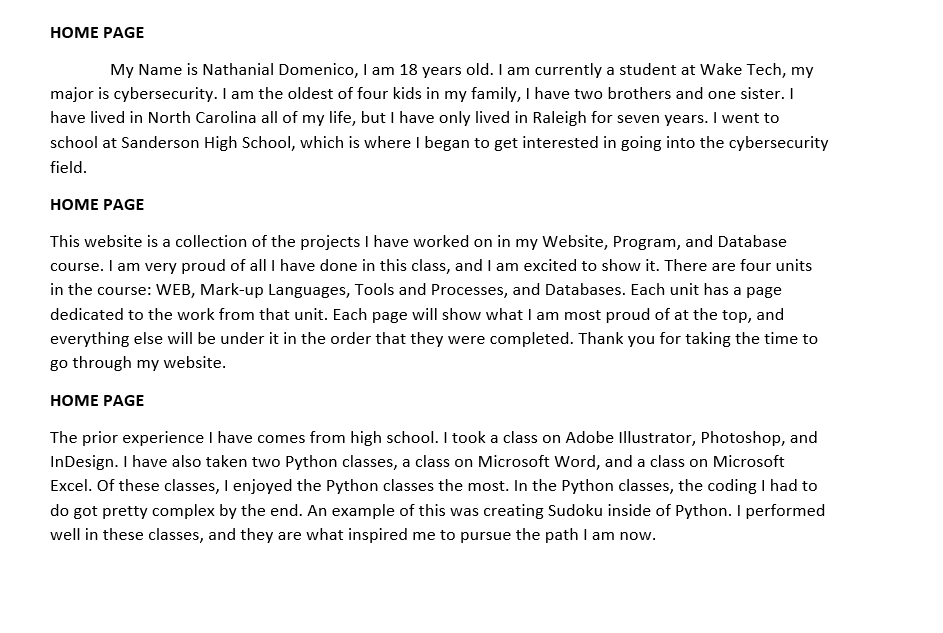 HOME PAGE
My Name is Nathanial Domenico, I am 18 years old. I am currently a student at Wake Tech, my
major is cybersecurity. I am the oldest of four kids in my family, I have two brothers and one sister. I
have lived in North Carolina all of my life, but I have only lived in Raleigh for seven years. I went to
school at Sanderson High School, which is where I began to get interested in going into the cybersecurity
field.
HOME PAGE
This website is a collection of the projects I have worked on in my Website, Program, and Database
course. I am very proud of all I have done in this class, and I am excited to show it. There are four units
in the course: WEB, Mark-up Languages, Tools and Processes, and Databases. Each unit has a page
dedicated to the work from that unit. Each page will show what I am most proud of at the top, and
everything else will be under it in the order that they were completed. Thank you for taking the time to
go through my website.
HOME PAGE
The prior experience I have comes from high school. I took a class on Adobe Illustrator, Photoshop, and
InDesign. I have also taken two Python classes, a class on Microsoft Word, and a class on Microsoft
Excel. Of these classes, I enjoyed the Python classes the most. In the Python classes, the coding I had to
do got pretty complex by the end. An example of this was creating Sudoku inside of Python. I performed
well in these classes, and they are what inspired me to pursue the path I am now.